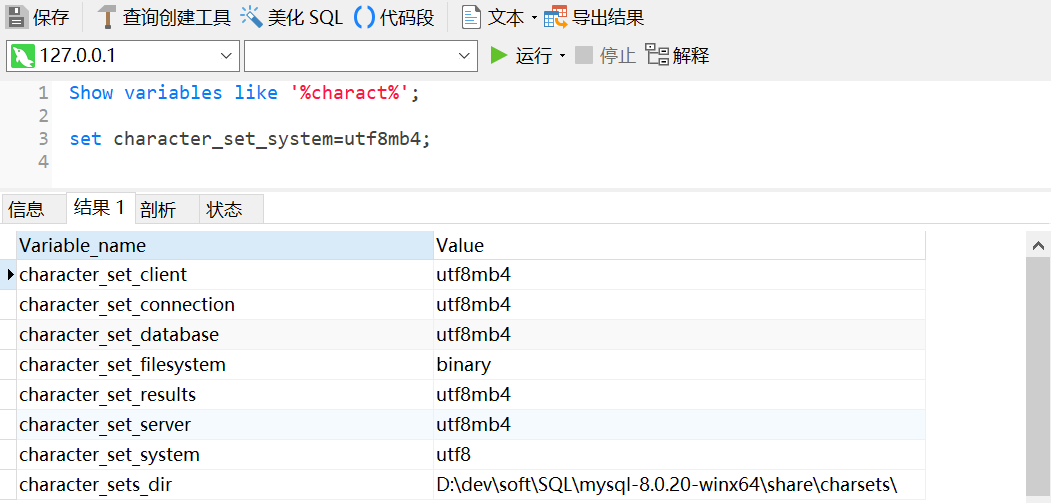 保存 查询创建工具 美化 SQL 代码段 文本 导出结果
127.0.0.1 运行 停止 解释
1 Show variables like '%charact%';
2
3 set character_set_system=utf8mb4;
4
信息 结果 1 剖析 状态
Variable_name Value
character_set_client utf8mb4
character_set_connection utf8mb4
character_set_database utf8mb4
character_set_filesystem binary
character_set_results utf8mb4
character_set_server utf8mb4
character_set_system utf8
character_sets_dir D:\dev\soft\SQL\mysql-8.0.20-winx64\share\charsets\